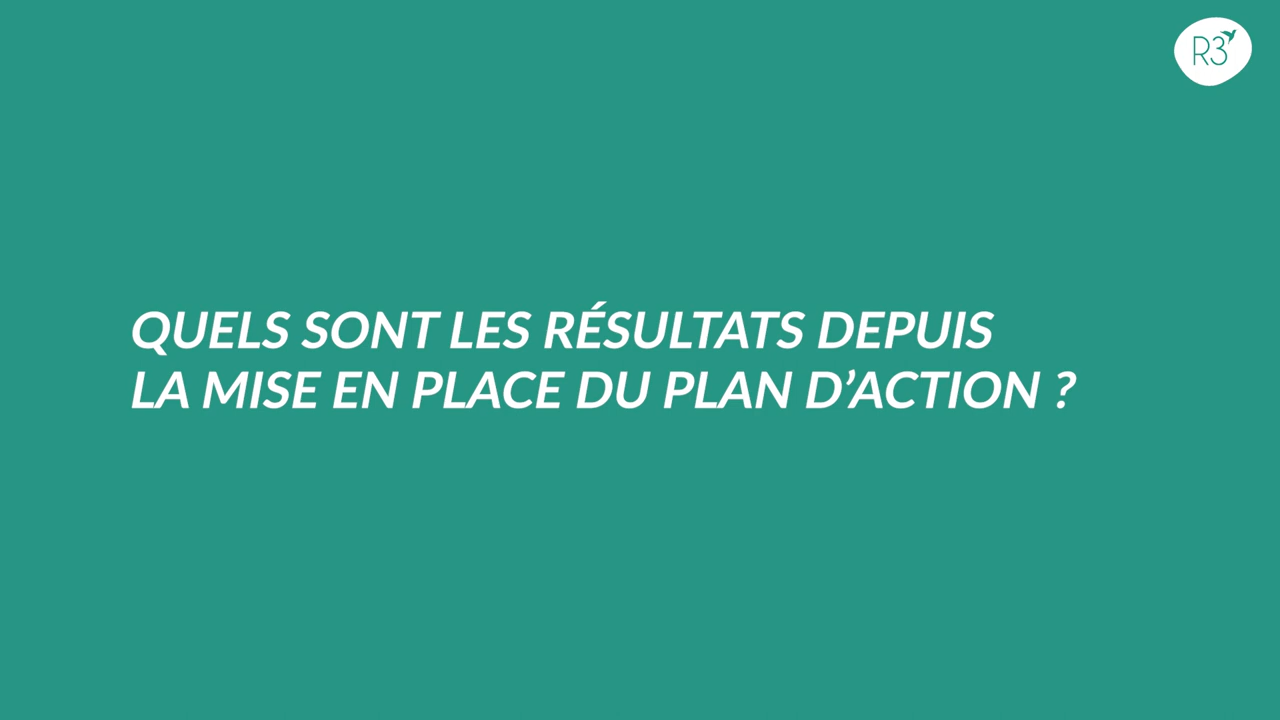 R3
QUELS SONT LES RÉSULTATS DEPUIS
LA MISE EN PLACE DU PLAN D’ACTION ?